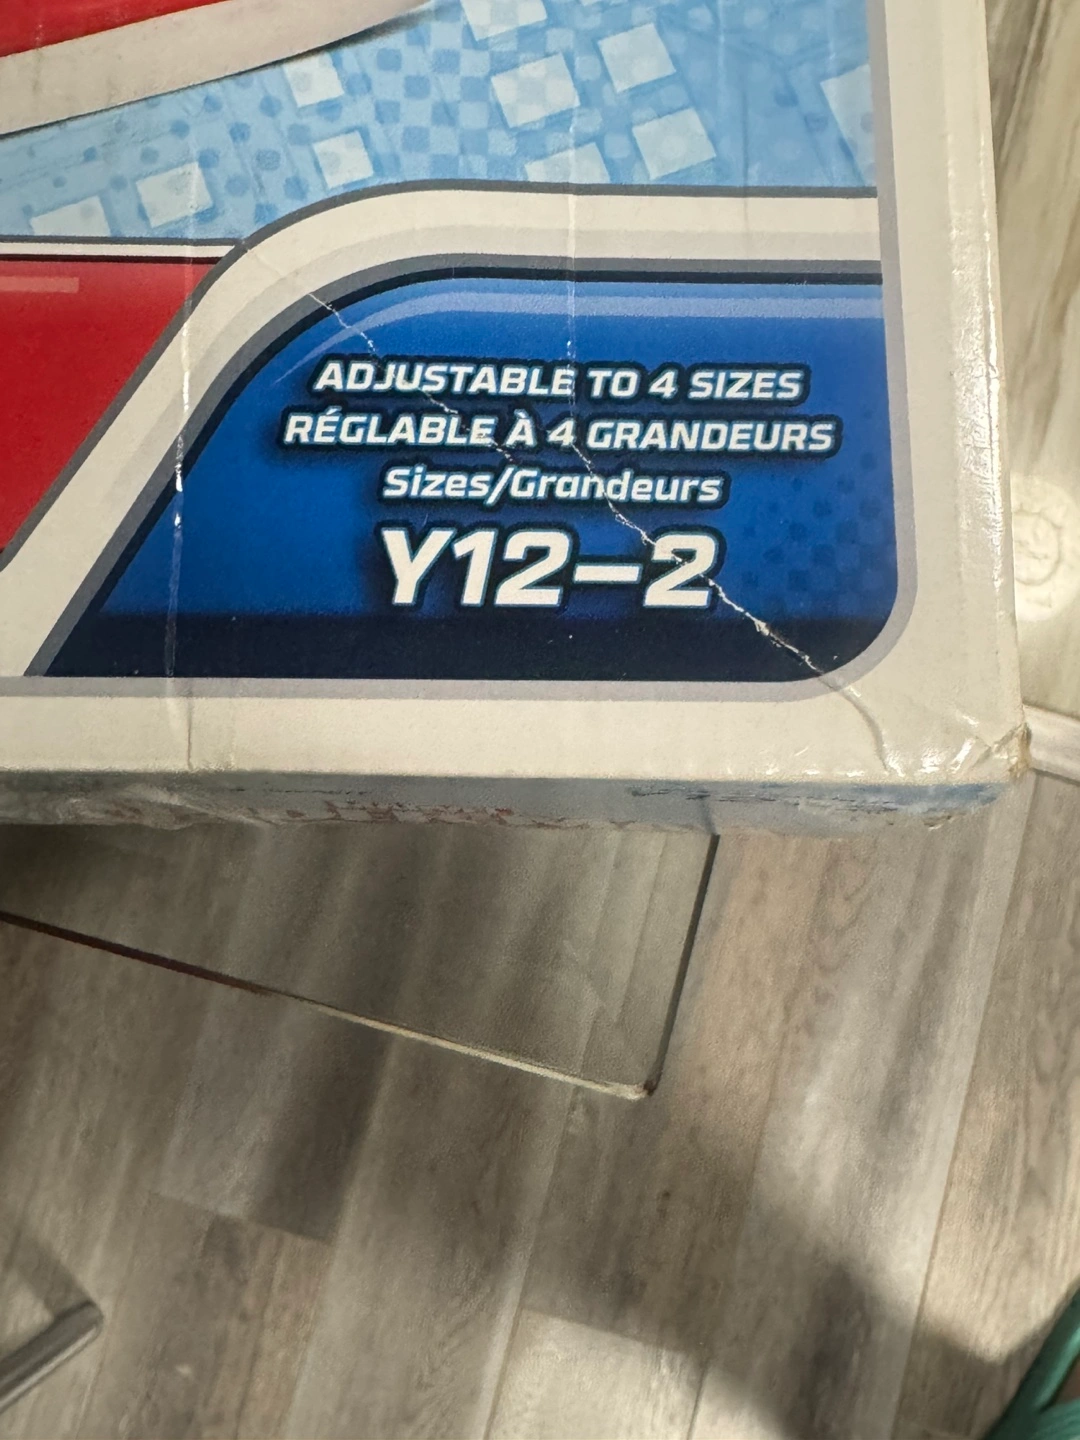 ADJUSTABLE TO 4 SIZES
RÉGLABLE À 4 GRANDEURS
Sizes/Grandeurs
Y12–2